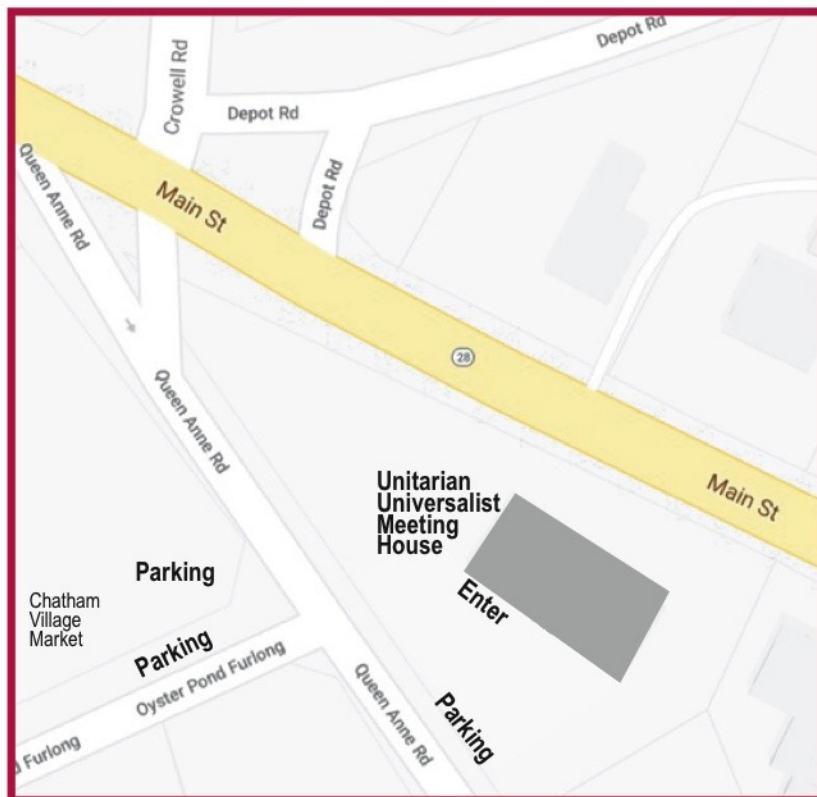 Depot Rd
Crowell Rd
Depot Rd
Queen Anne Rd
Depot Rd
Main St
28
Queen Anne Rd
Unitarian
Universalist
Meeting
House
Main St
Parking
Enter
Chatham
Village
Market
Parking
Oyster Pond Furlong
Queen Anne Rd
Parking
Furlong